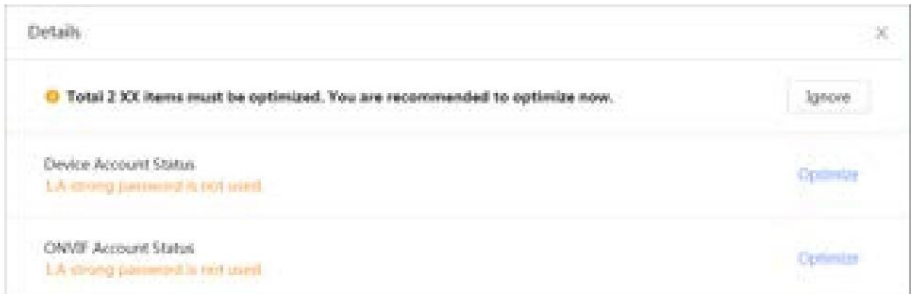 Details
Total 2 XX items must be optimized. You are recommended to optimize now.
Ignore
Device Account Status
1.A strong password is not used.
Optimize
ONVIF Account Status
1.A strong password is not used.
Optimize